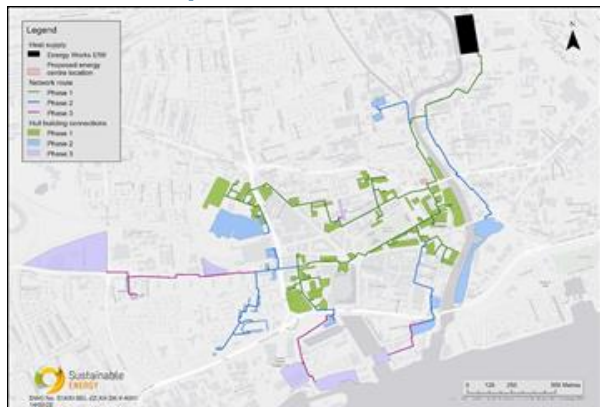 Legend
Heat supply
Energy Works EfW
Proposed energy
centre location
Network route
Phase 1
Phase 2
Phase 3
Hull building connections
Phase 1
Phase 2
Phase 3
N
Sustainable
ENERGY
0
125
250
500 Metres